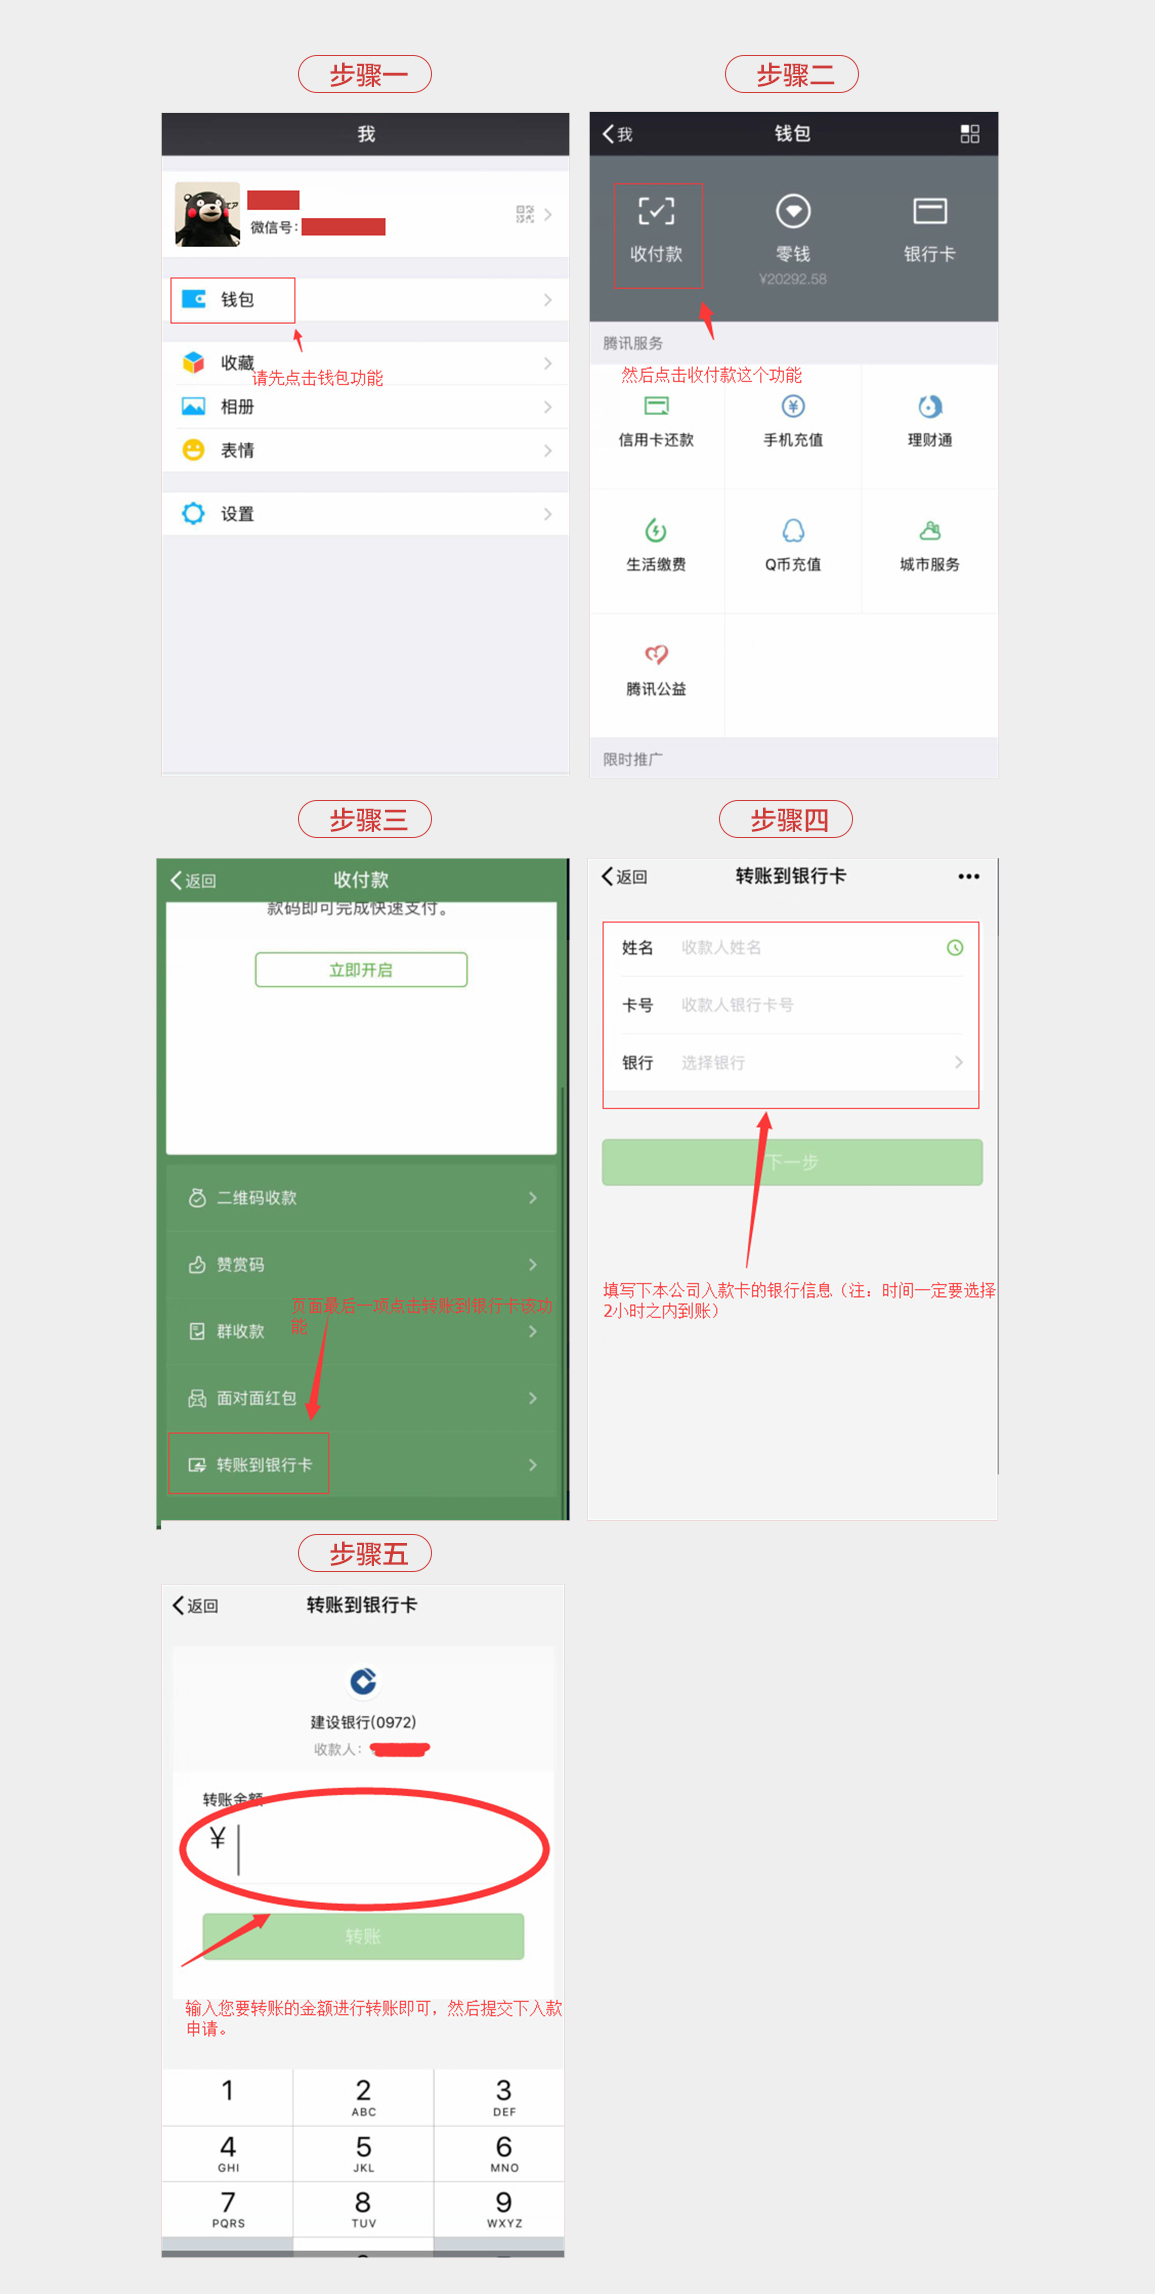 步骤一
我
微信号:
钱包
收藏
请先点击钱包功能
相册
表情
设置
步骤二
我
钱包
收付款
零钱
银行卡
¥20292.58
腾讯服务
然后点击收付款这个功能
信用卡还款
手机充值
理财通
生活缴费
Q币充值
城市服务
腾讯公益
限时推广
步骤三
返回
收付款
款码即可完成快速支付。
立即开启
二维码收款
赞赏码
页面最后一项点击转账到银行卡该功
能
群收款
面对面红包
转账到银行卡
步骤四
返回
转账到银行卡
姓名 收款人姓名
卡号 收款人银行卡号
银行 选择银行
下一步
填写下本公司入款卡的银行信息（注：时间一定要选择
2小时之内到账）
步骤五
返回
转账到银行卡
建设银行(0972)
收款人：
转账金额
¥
转账
输入您要转账的金额进行转账即可，然后提交下入款
申请。
1
2
3
ABC
DEF
4
5
6
GHI
JKL
MNO
7
8
9
PQRS
TUV
WXYZ